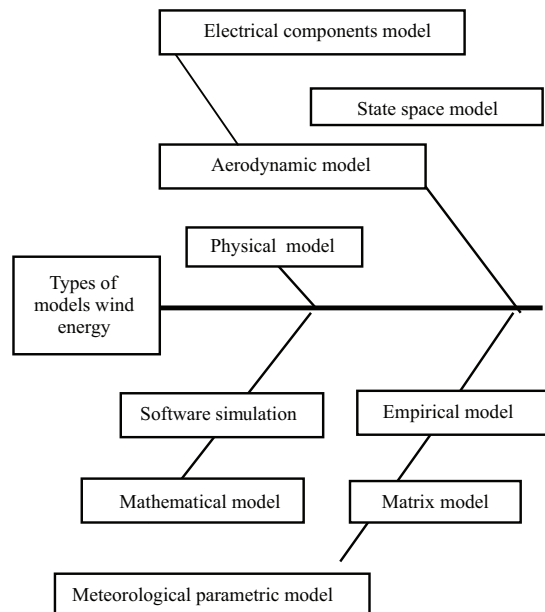 Electrical components model
State space model
Aerodynamic model
Physical model
Types of
models wind
energy
Software simulation
Empirical model
Mathematical model
Matrix model
Meteorological parametric model